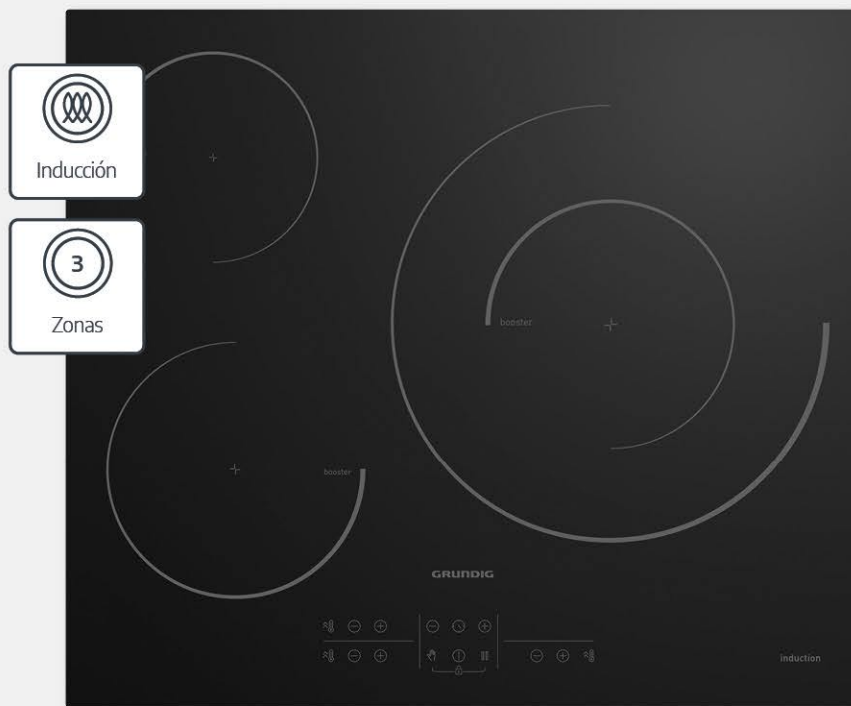 Inducción
3
Zonas
booster
booster
GRUNDIG
induction